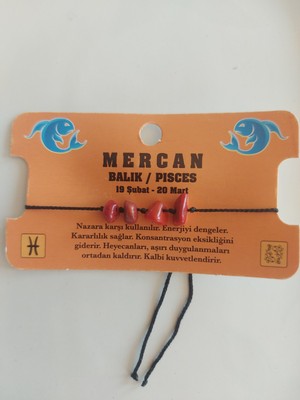 MERCAN
BALIK / PISCES
19 Şubat - 20 Mart
Nazara karşı kullanılır. Enerjiyi dengeler.
Kararlılık sağlar. Konsantrasyon eksikliğini
giderir. Heyecanları, aşırı duygulanmaları
ortadan kaldırır. Kalbi kuvvetlendirir.